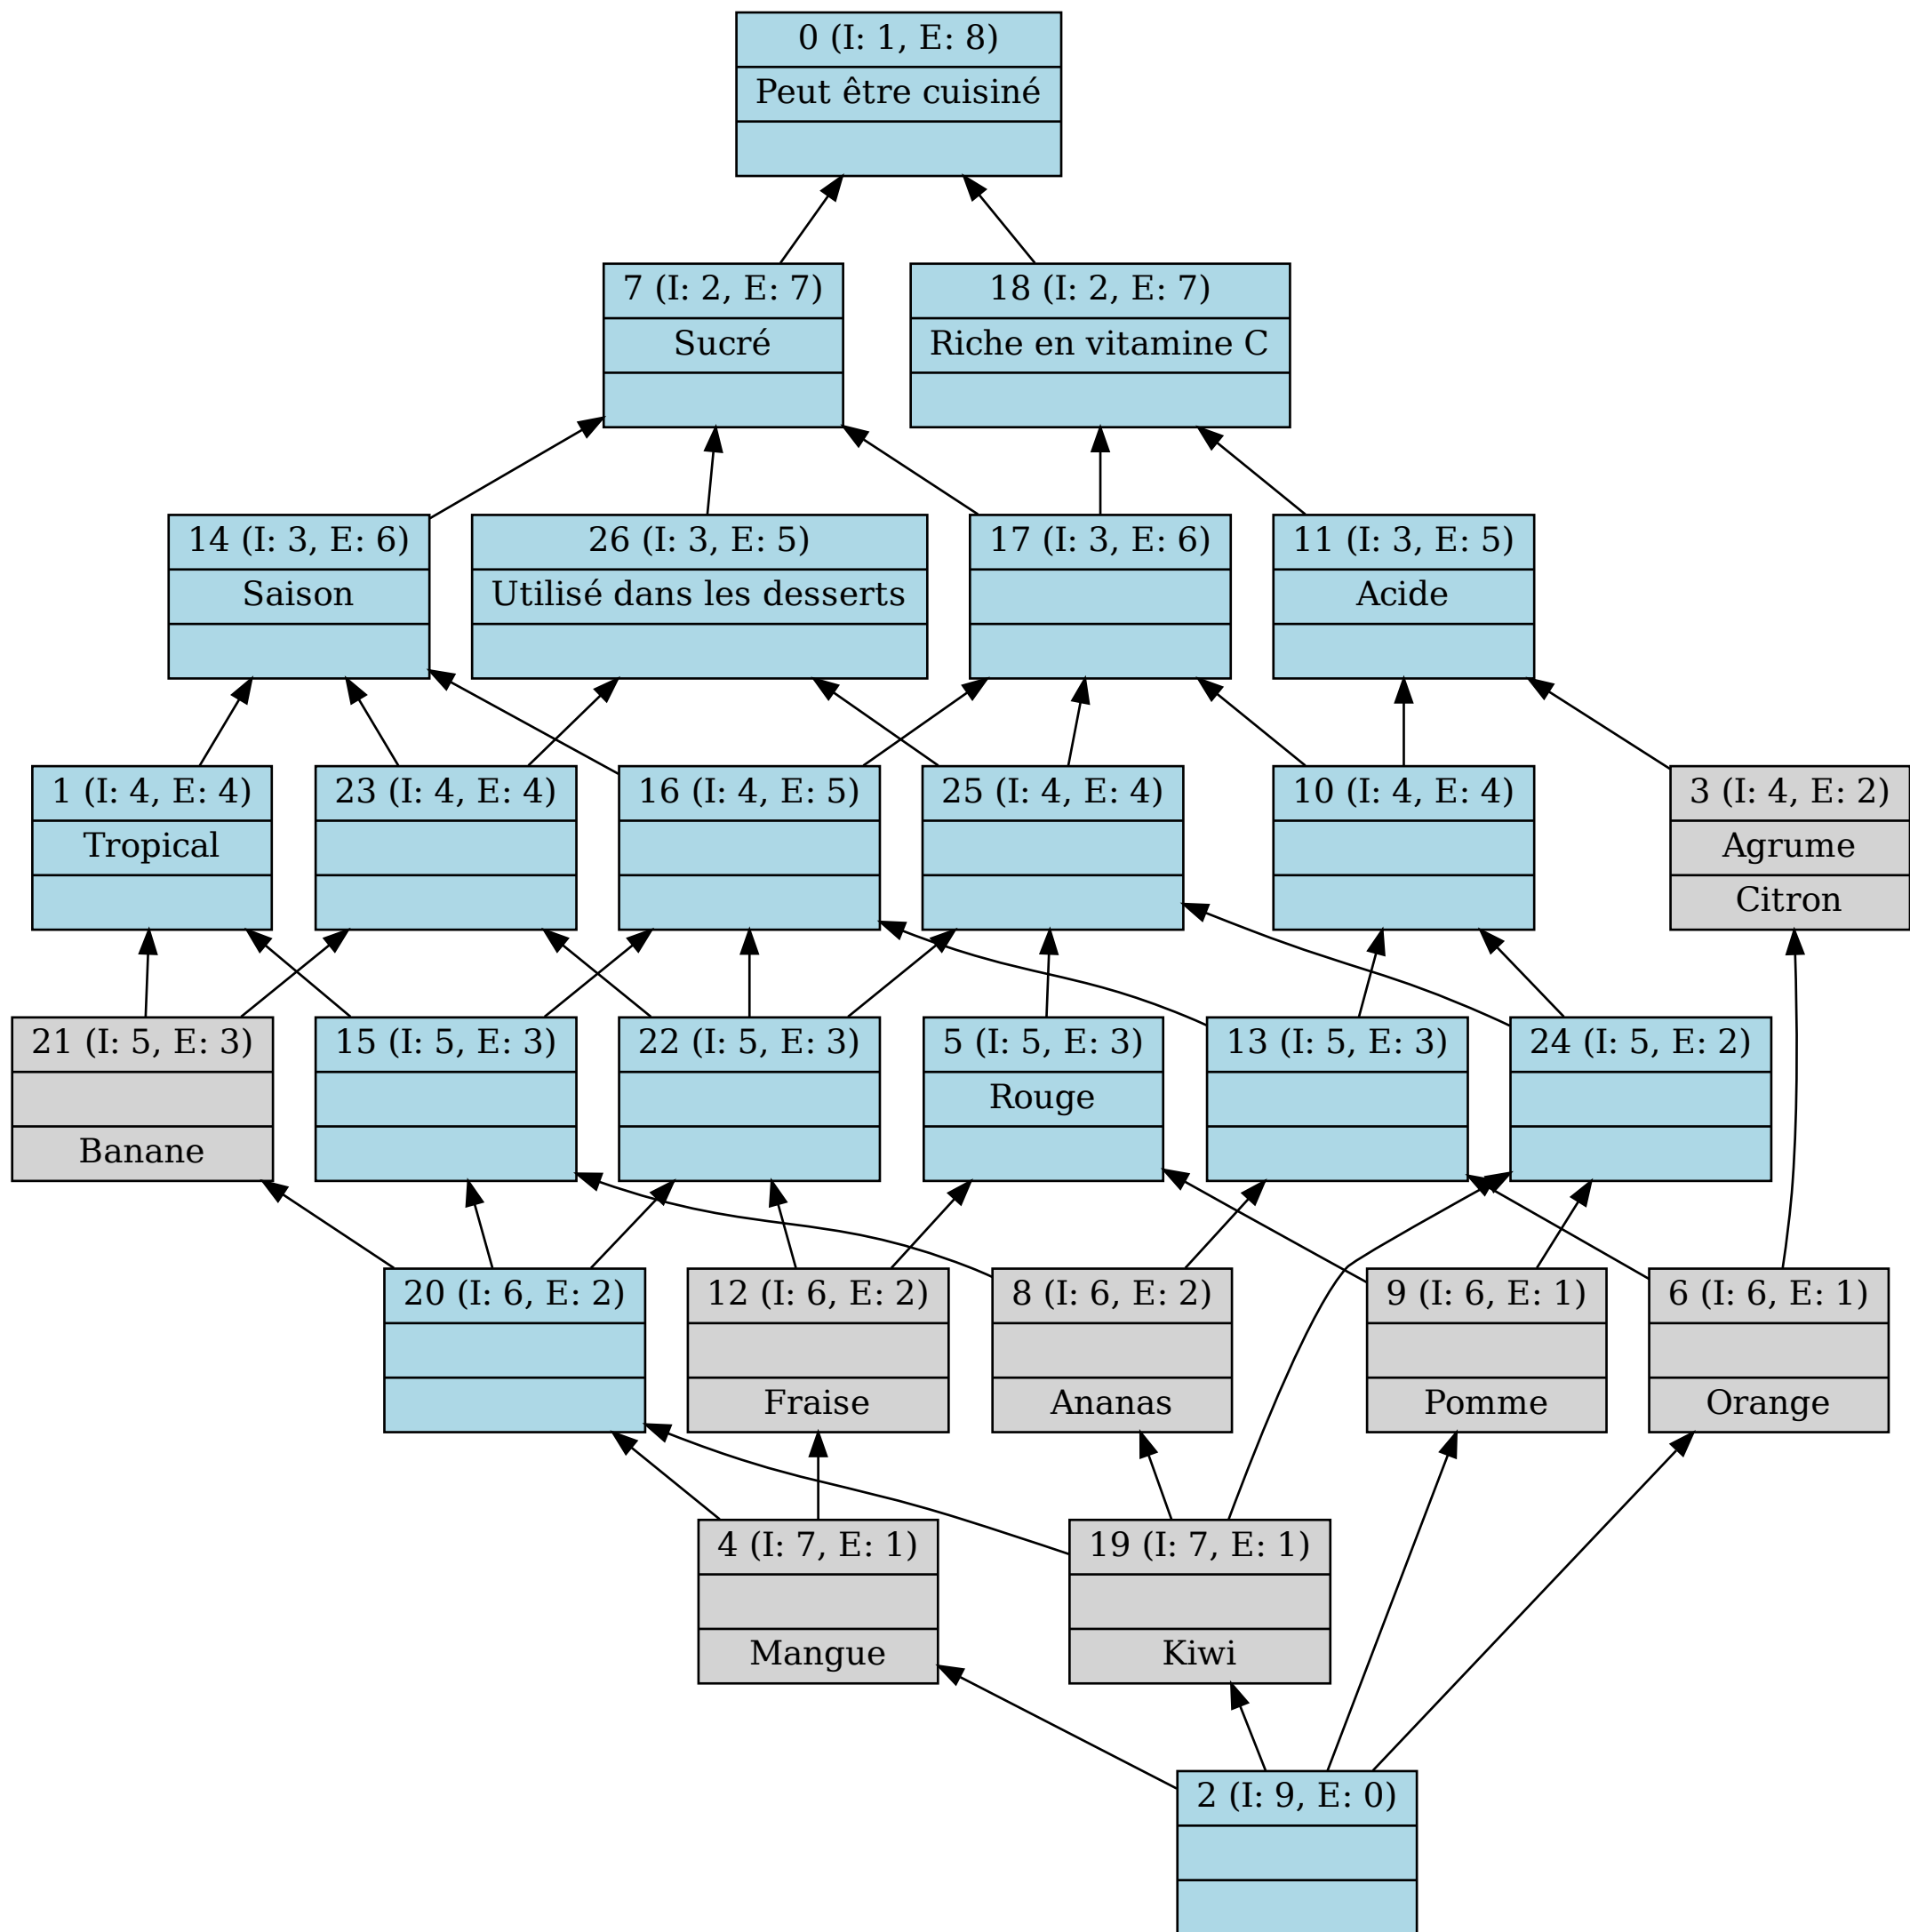 0 (I: 1, E: 8)
Peut être cuisiné
7 (I: 2, E: 7)
Sucré
18 (I: 2, E: 7)
Riche en vitamine C
14 (I: 3, E: 6)
Saison
26 (I: 3, E: 5)
Utilisé dans les desserts
17 (I: 3, E: 6)
11 (I: 3, E: 5)
Acide
1 (I: 4, E: 4)
Tropical
23 (I: 4, E: 4)
16 (I: 4, E: 5)
25 (I: 4, E: 4)
10 (I: 4, E: 4)
3 (I: 4, E: 2)
Agrume
Citron
21 (I: 5, E: 3)
Banane
15 (I: 5, E: 3)
22 (I: 5, E: 3)
5 (I: 5, E: 3)
Rouge
13 (I: 5, E: 3)
24 (I: 5, E: 2)
20 (I: 6, E: 2)
12 (I: 6, E: 2)
Fraise
8 (I: 6, E: 2)
Ananas
9 (I: 6, E: 1)
Pomme
6 (I: 6, E: 1)
Orange
4 (I: 7, E: 1)
Mangue
19 (I: 7, E: 1)
Kiwi
2 (I: 9, E: 0)